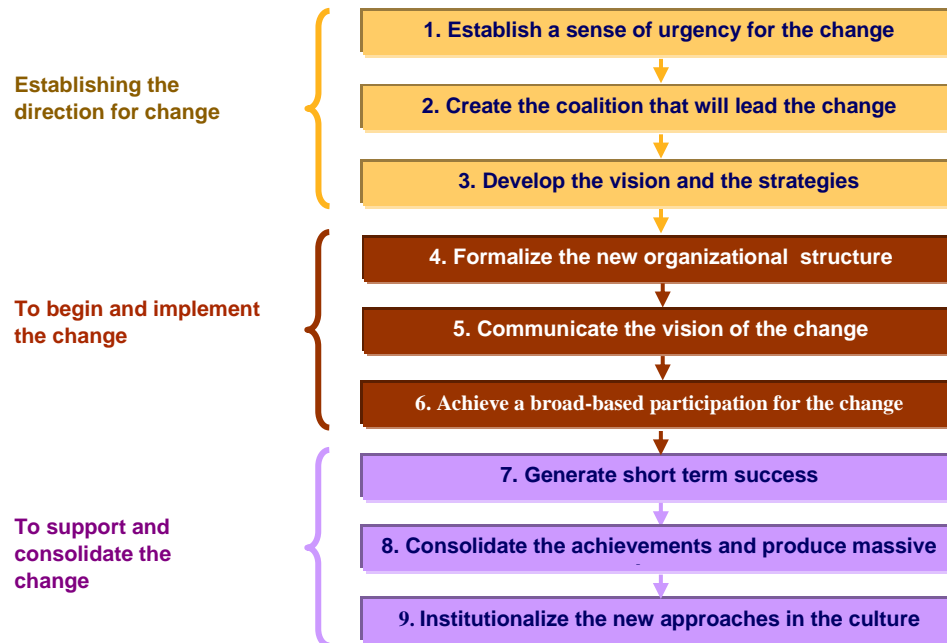 1. Establish a sense of urgency for the change
Establishing the
direction for change
2. Create the coalition that will lead the change
3. Develop the vision and the strategies
4. Formalize the new organizational structure
To begin and implement
the change
5. Communicate the vision of the change
6. Achieve a broad-based participation for the change
7. Generate short term success
To support and
consolidate the
change
8. Consolidate the achievements and produce massive
9. Institutionalize the new approaches in the culture